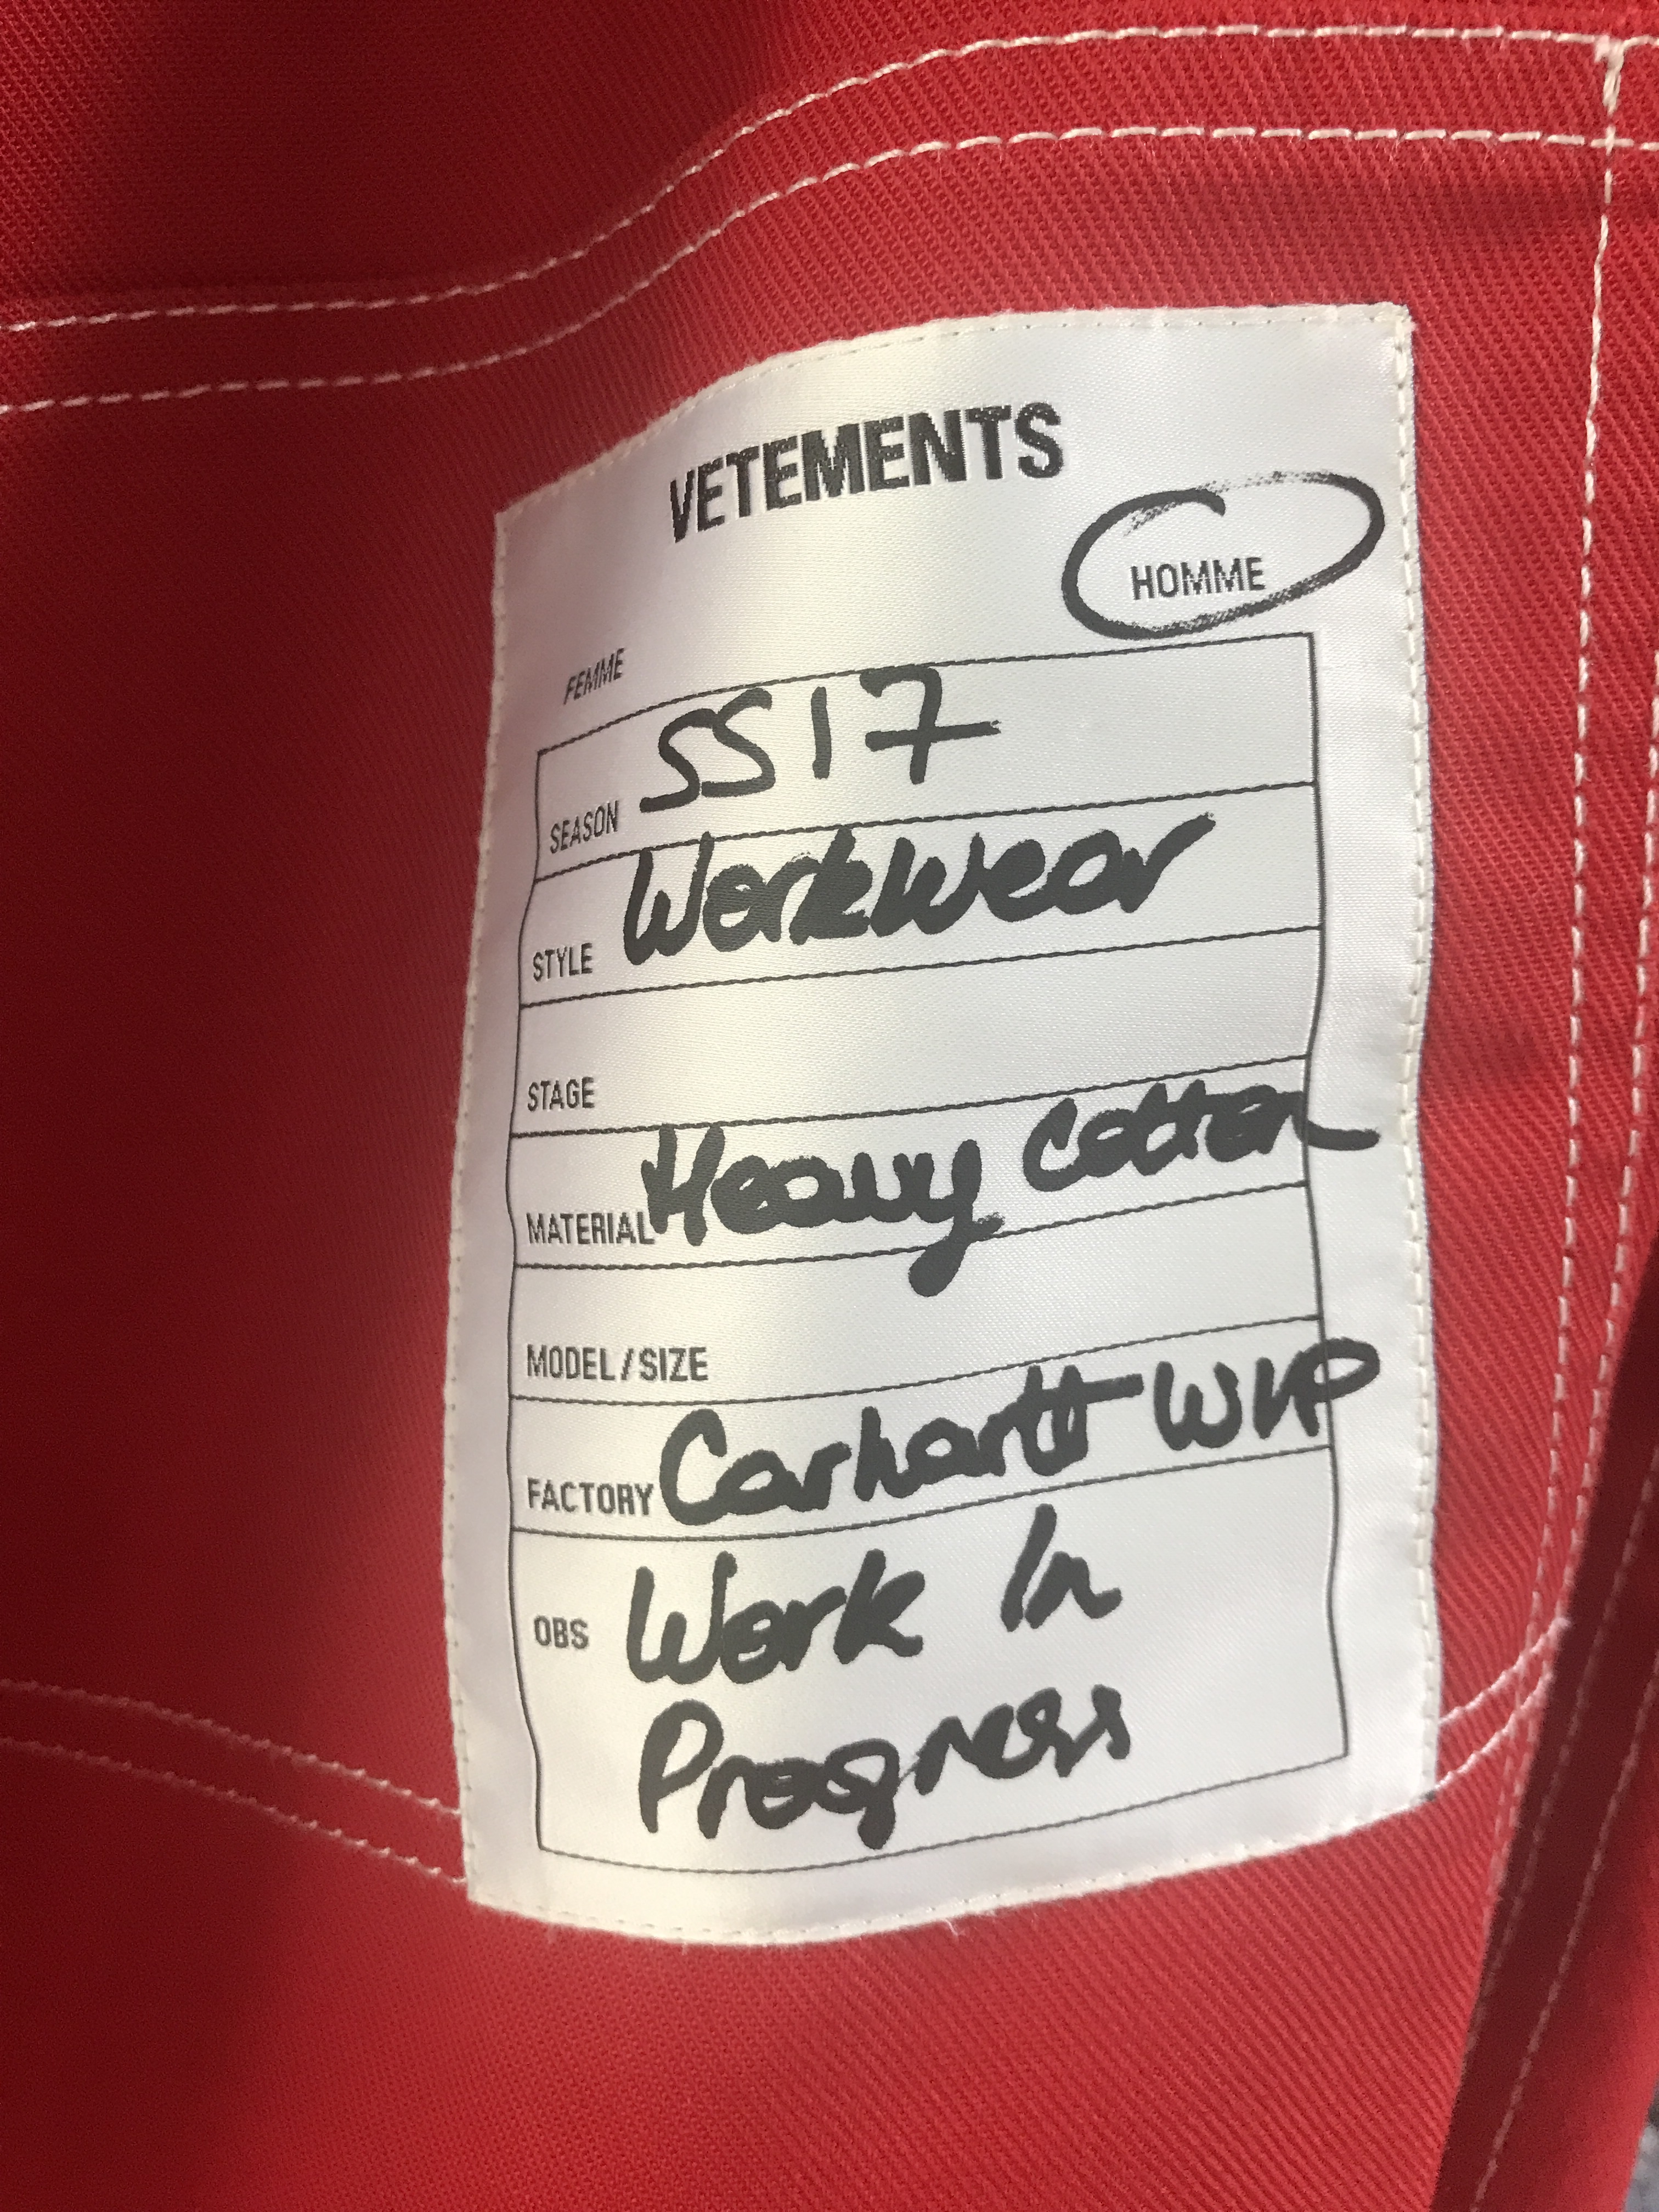 VETEMENTS
FEMME HOMME
SEASON SS17
STYLE Workwear
STAGE
MATERIAL Heavy Cotton
MODEL/SIZE
FACTORY Carhartt WIP
OBS Work In
Progress